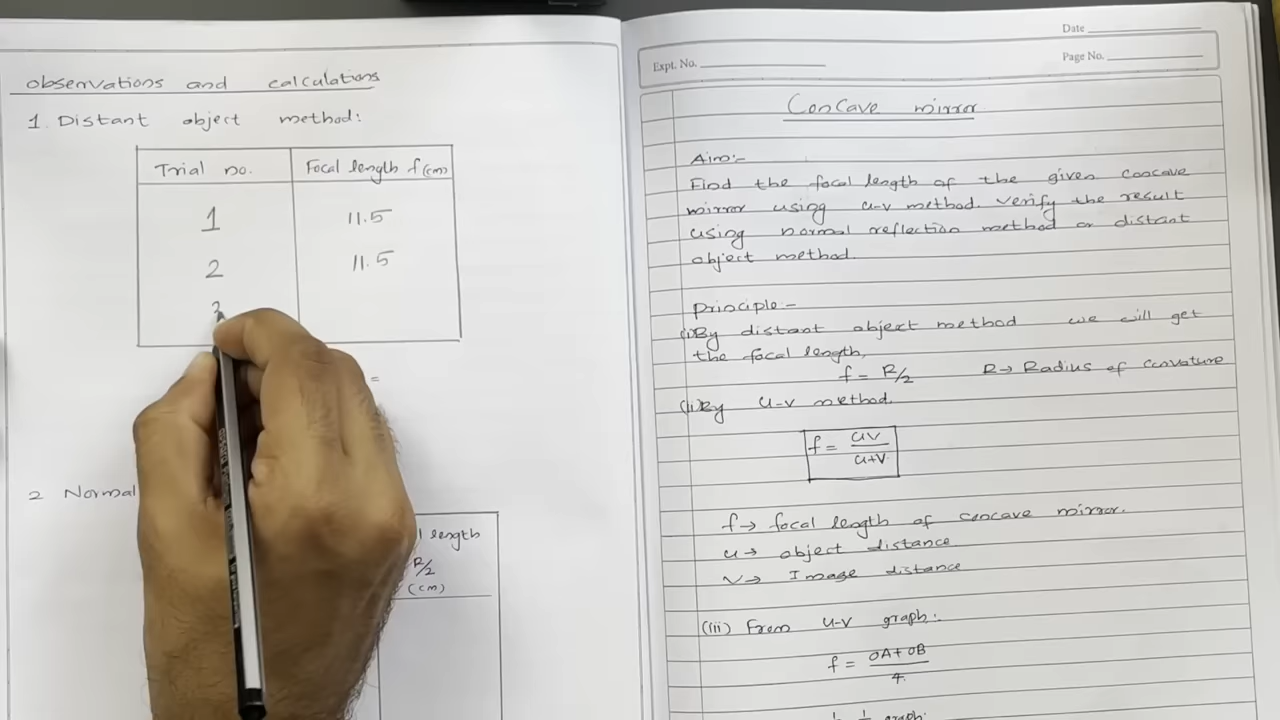 observations and calculations
1. Distant object method:
Trial no. Focal length f (cm)
1 11.5
2 11.5
3
=
2 Normal
l length
R/2
(cm)
Date
Expt. No.
Page No.
Concave mirror
Aim:-
Find the focal length of the given concave
mirror using u-v method. Verify the result
using normal reflection method or distant
object method.
Principle:-
(i) By distant object method we will get
the focal length,
f = R/2 R→ Radius of curvature
(ii) By u-v method.
f = uv/u+v
f→ focal length of concave mirror.
u→ object distance
v→ Image distance
(iii) From u-v graph:
f = OA+OB/4
graph: